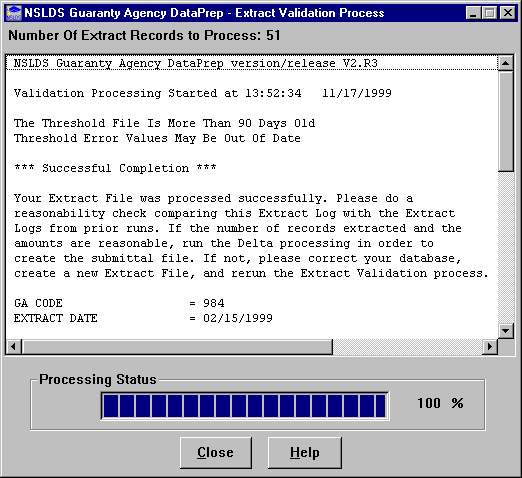 NSLDS Guaranty Agency DataPrep - Extract Validation Process
Number Of Extract Records to Process: 51
NSLDS Guaranty Agency DataPrep version/release V2.R3
Validation Processing Started at 13:52:34   11/17/1999
The Threshold File Is More Than 90 Days Old
Threshold Error Values May Be Out Of Date
*** Successful Completion ***
Your Extract File was processed successfully. Please do a
reasonability check comparing this Extract Log with the Extract
Logs from prior runs. If the number of records extracted and the
amounts are reasonable, run the Delta processing in order to
create the submittal file. If not, please correct your database,
create a new Extract File, and rerun the Extract Validation process.
GA CODE                  = 984
EXTRACT DATE             = 02/15/1999
Processing Status
100 %
Close Help